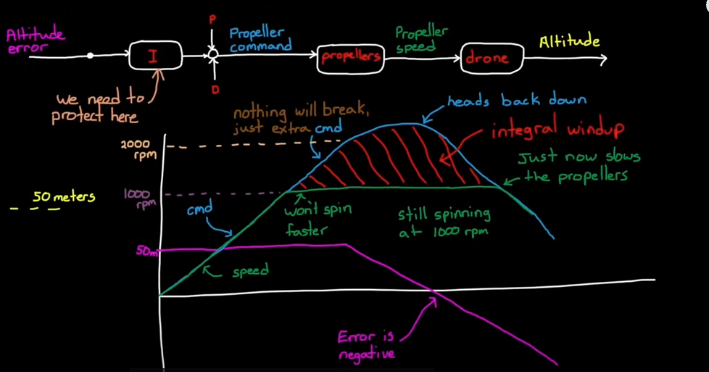 Altitude
error
I
P
D
Propeller
command
propellers
Propeller
speed
drone
Altitude
we need to
protect here
nothing will break,
just extra cmd
heads back down
2000
rpm
integral windup
Just now slows
the propellers
50 meters
1000
rpm
cmd
won't spin
faster
still spinning
at 1000 rpm
50m
speed
Error is
negative